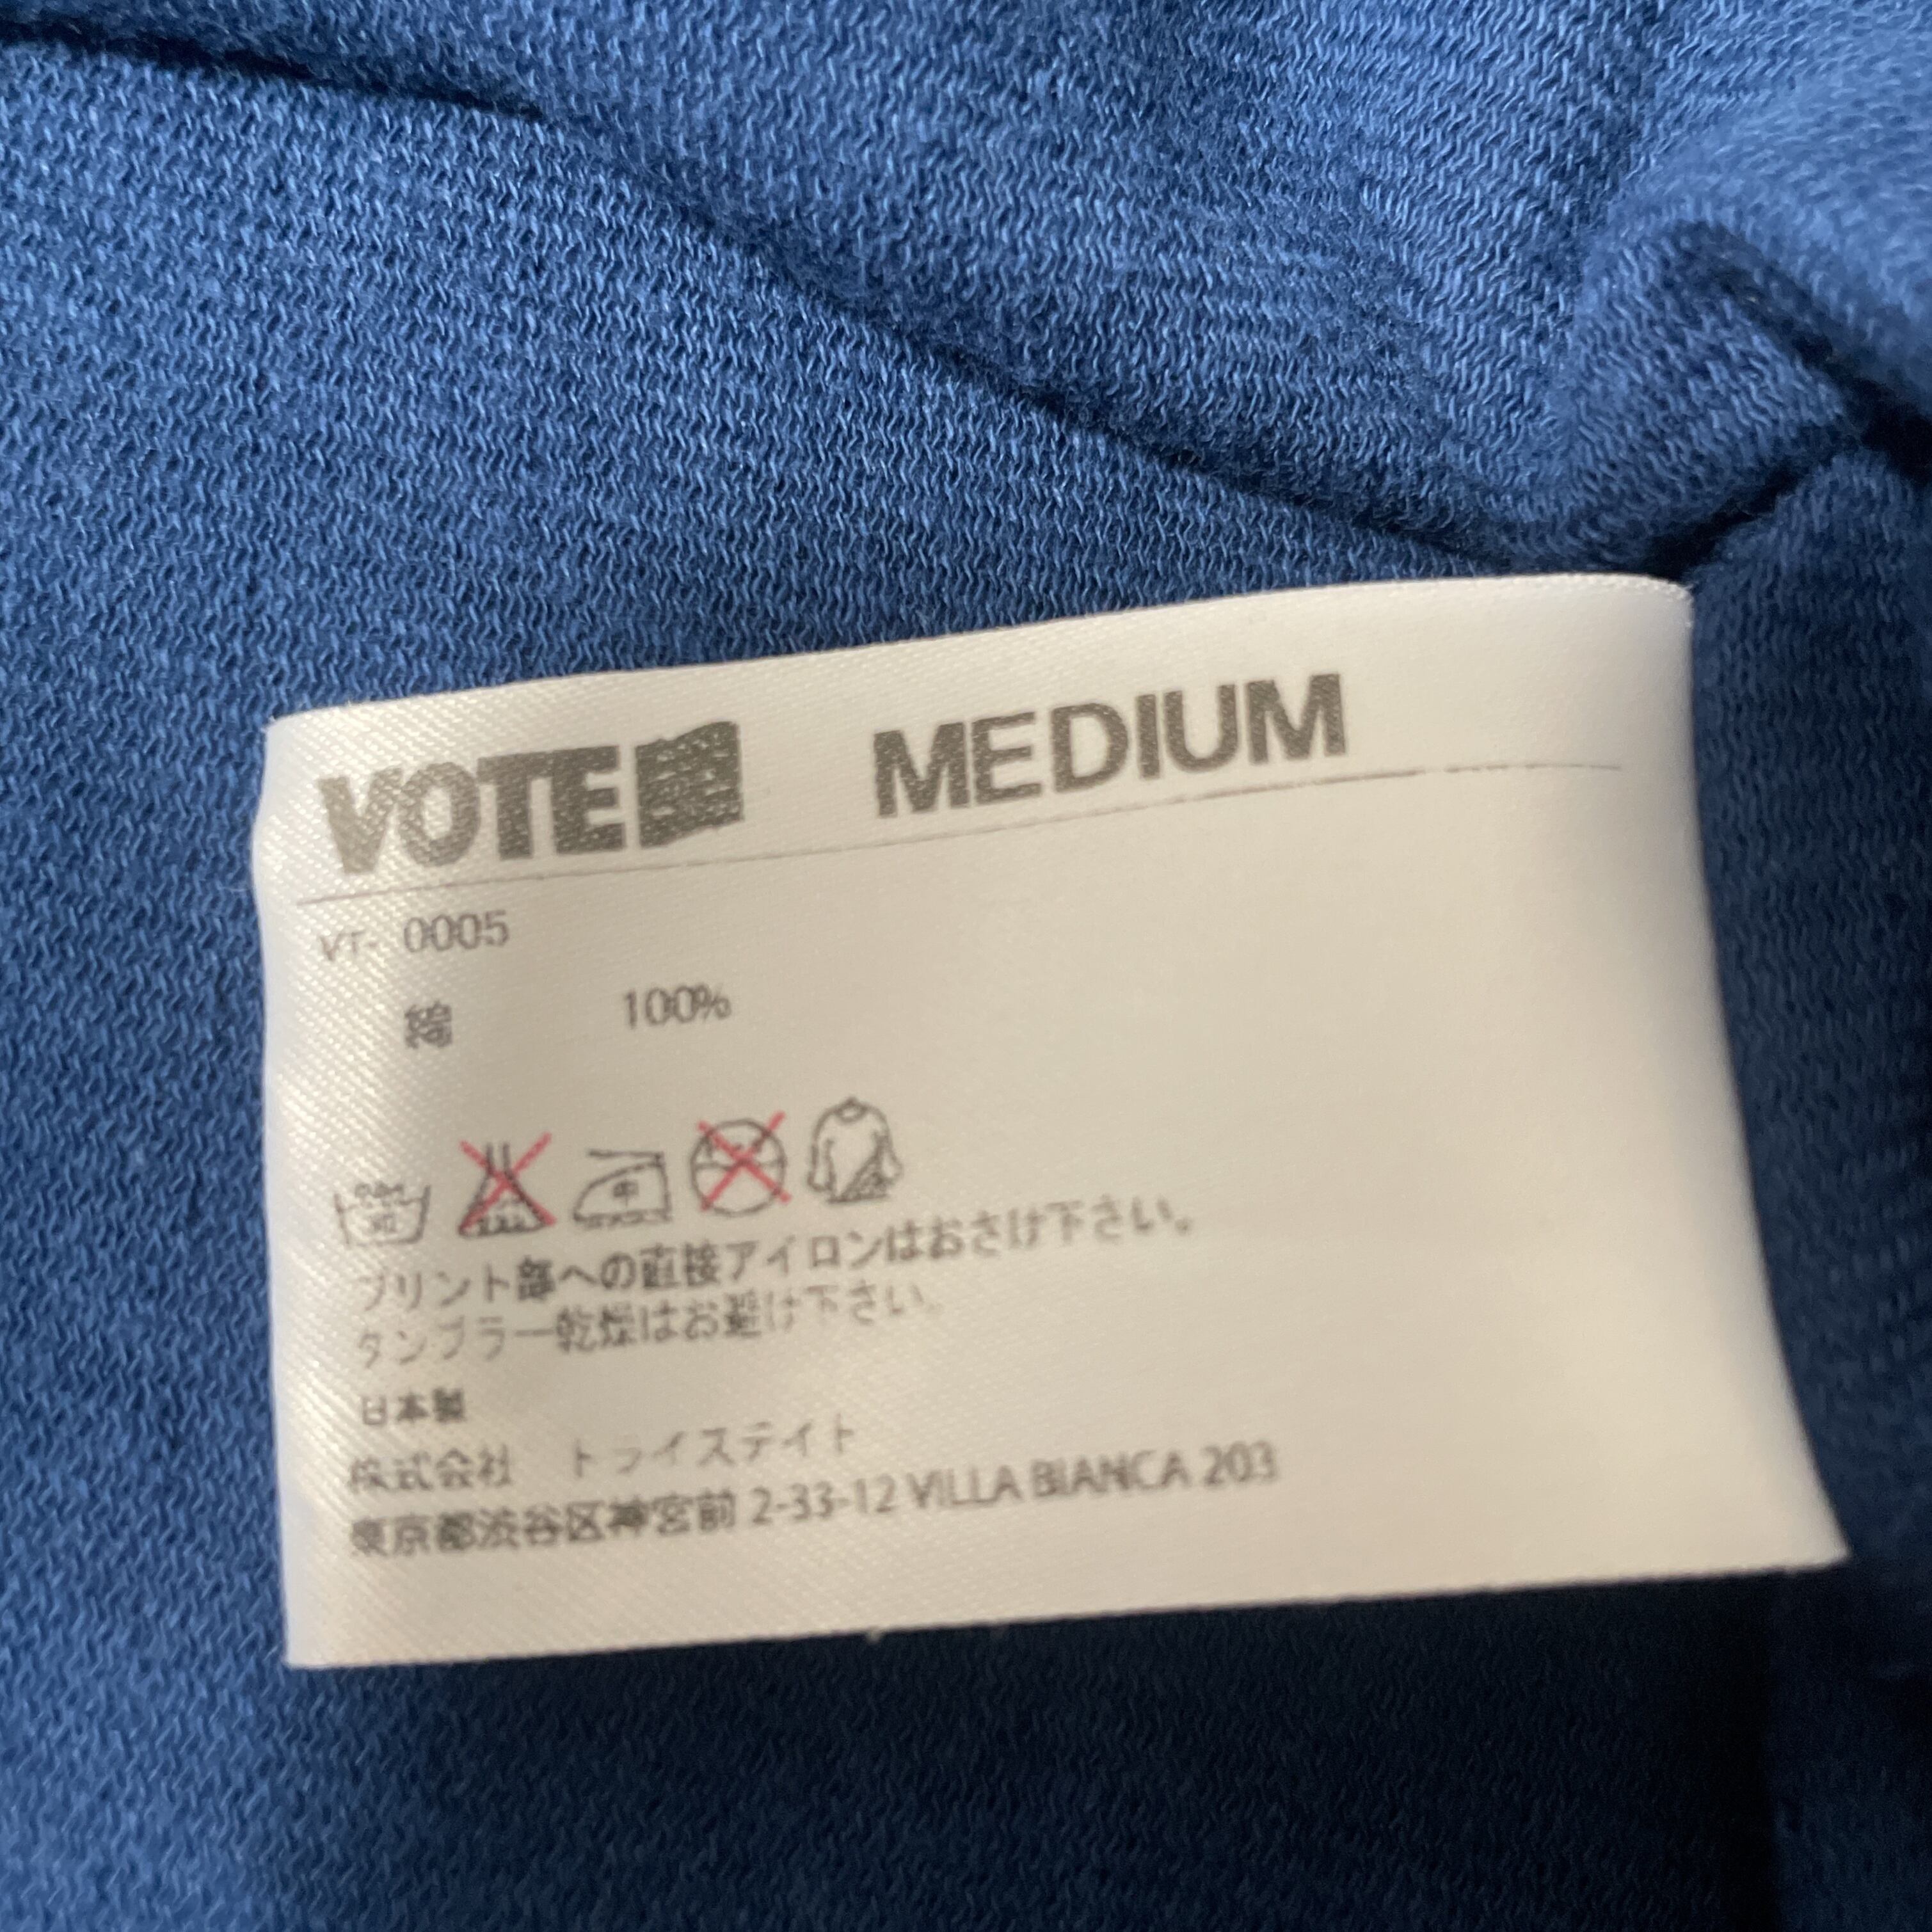 VOTE MEDIUM
VT- 0005
綿 100%
中
プリント部への直接アイロンはおさけ下さい。
タンブラー乾燥はお避け下さい。
日本製
株式会社 トライステイト
東京都渋谷区神宮前 2-33-12 VILLA BIANCA 203